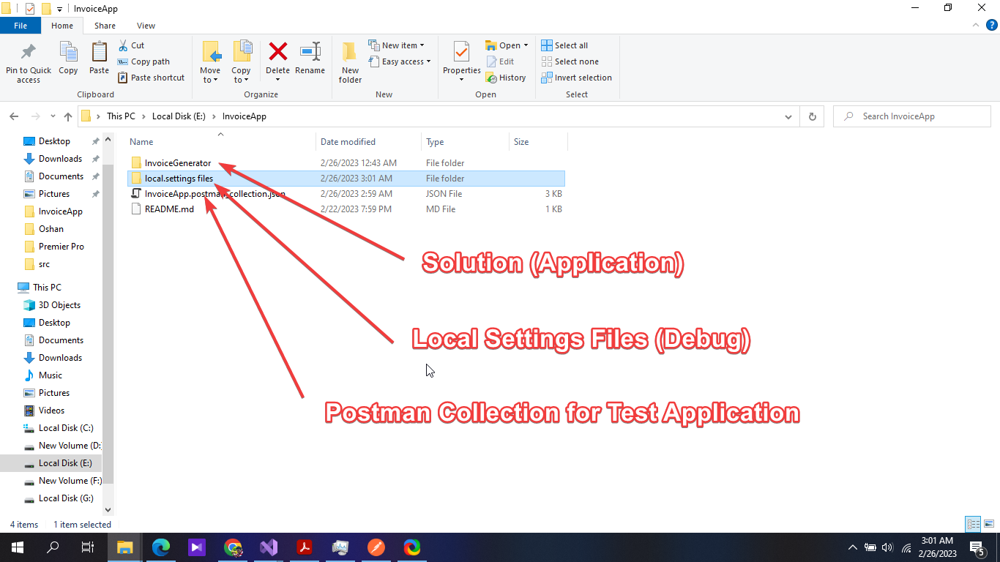 InvoiceApp
File Home Share View
Pin to Quick access
Copy
Paste
Cut
Copy path
Paste shortcut
Clipboard
Move to
Copy to
Delete
Rename
Organize
New folder
New item
Easy access
New
Properties
Open
Edit
History
Open
Select all
Select none
Invert selection
Select
This PC > Local Disk (E:) > InvoiceApp
Search InvoiceApp
Desktop
Downloads
Documents
Pictures
InvoiceApp
Oshan
Premier Pro
src
This PC
3D Objects
Desktop
Documents
Downloads
Music
Pictures
Videos
Local Disk (C:)
New Volume (D:
Local Disk (E:)
New Volume (F:)
Local Disk (G:)
Name Date modified Type Size
InvoiceGenerator 2/26/2023 12:43 AM File folder
local.settings files 2/26/2023 3:01 AM File folder
InvoiceApp.postman_collection.json 2/26/2023 2:59 AM JSON File 3 KB
README.md 2/22/2023 7:59 PM MD File 1 KB
Solution (Application)
Local Settings Files (Debug)
Postman Collection for Test Application
4 items 1 item selected
3:01 AM
2/26/2023
5